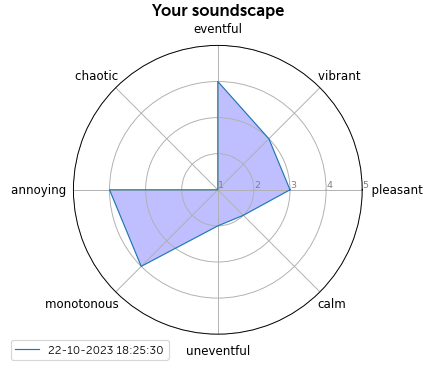 Your soundscape
eventful
chaotic
vibrant
annoying
1 2 3 4 5
pleasant
monotonous
calm
22-10-2023 18:25:30
uneventful